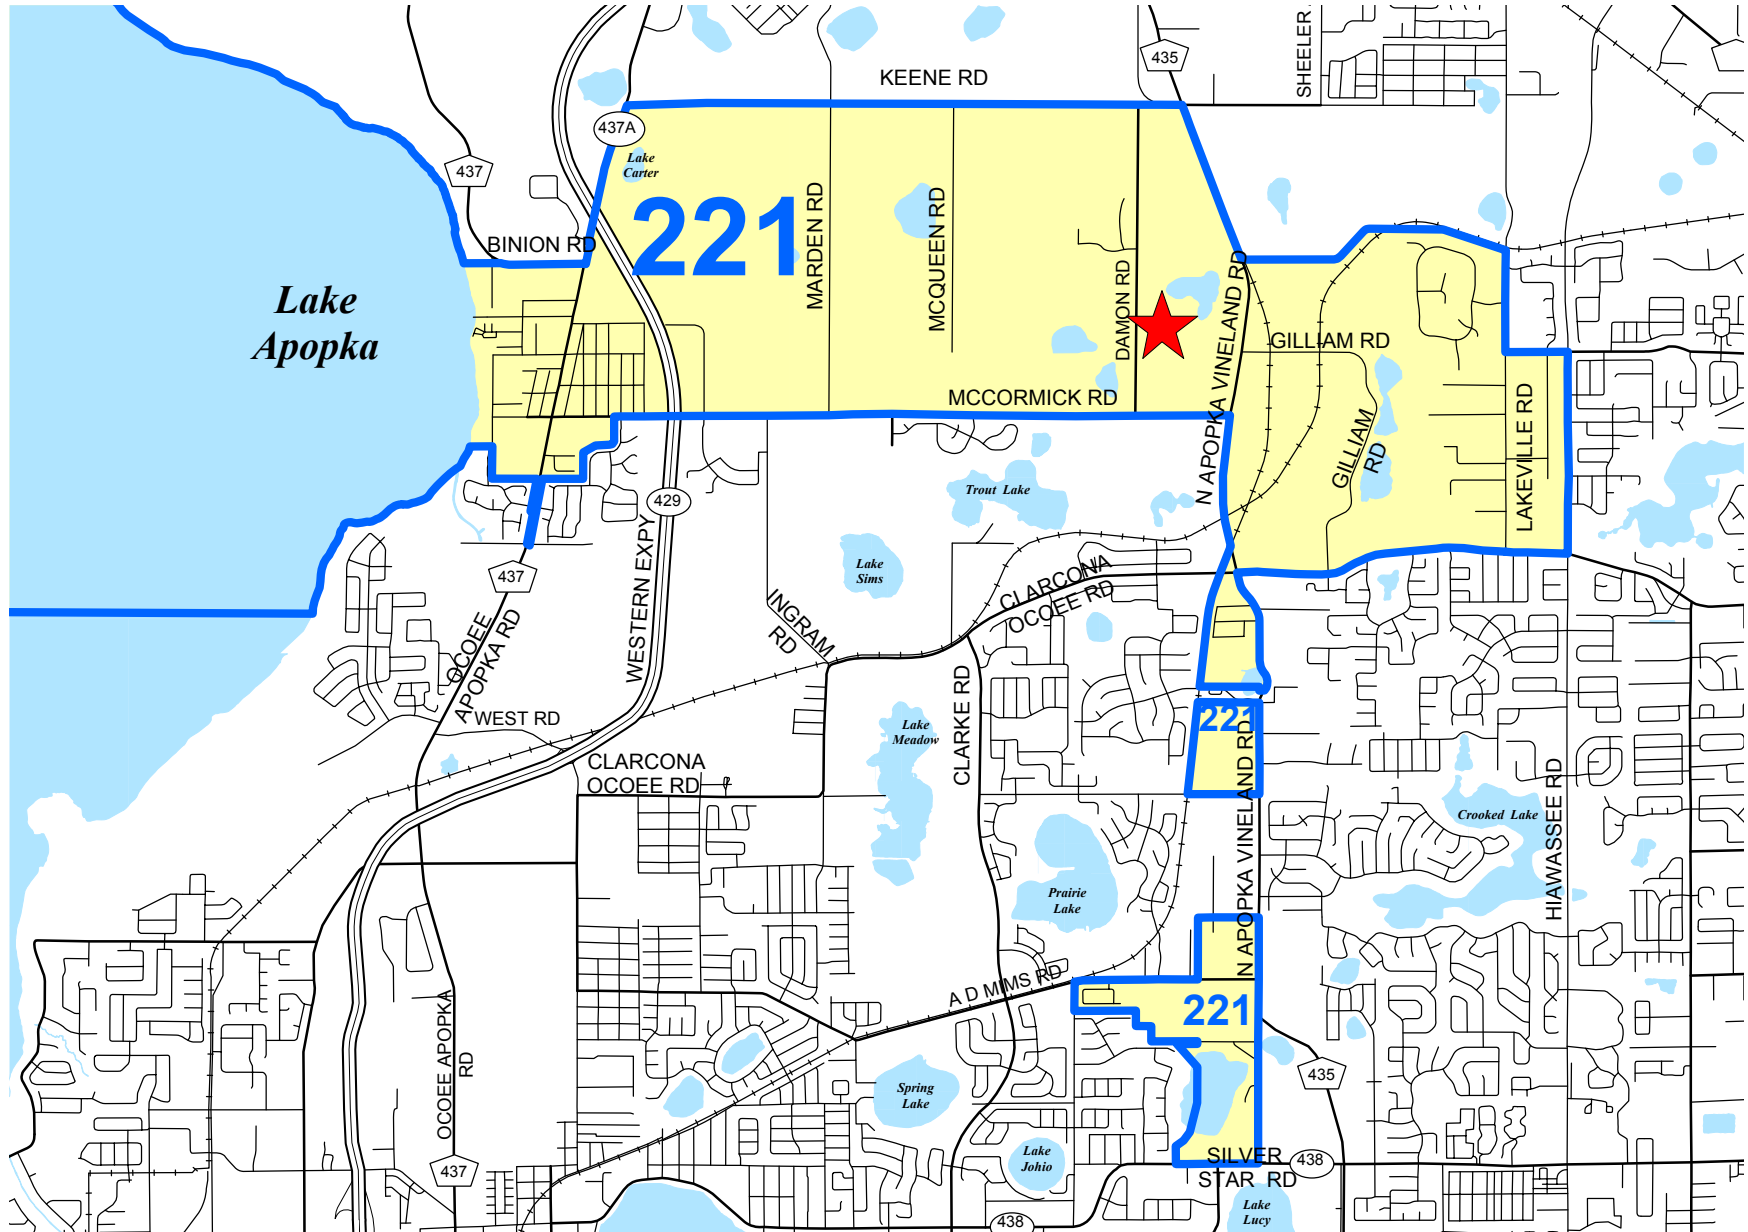 KEENE RD
435
SHEELER
437A
Lake
Carter
437
BINION RD
221
MARDEN RD
MCQUEEN RD
DAMON RD
N APOPKA VINELAND RD
Lake
Apopka
GILLIAM RD
MCCORMICK RD
GILLIAM
RD
LAKEVILLE RD
Trout Lake
429
WESTERN EXPY
Lake
Sims
437
CLARCONA
OCOEE RD
INGRAM
RD
OCOEE
APOPKA RD
WEST RD
CLARKE RD
Lake
Meadow
221
N APOPKA VINELAND RD
CLARCONA
OCOEE RD
Crooked Lake
HIAWASSEE RD
Prairie
Lake
N APOPKA VINELAND RD
A D MIMS RD
221
OCOEE APOPKA
RD
435
Spring
Lake
Lake
Johio
437
SILVER
STAR RD
438
Lake
Lucy
438